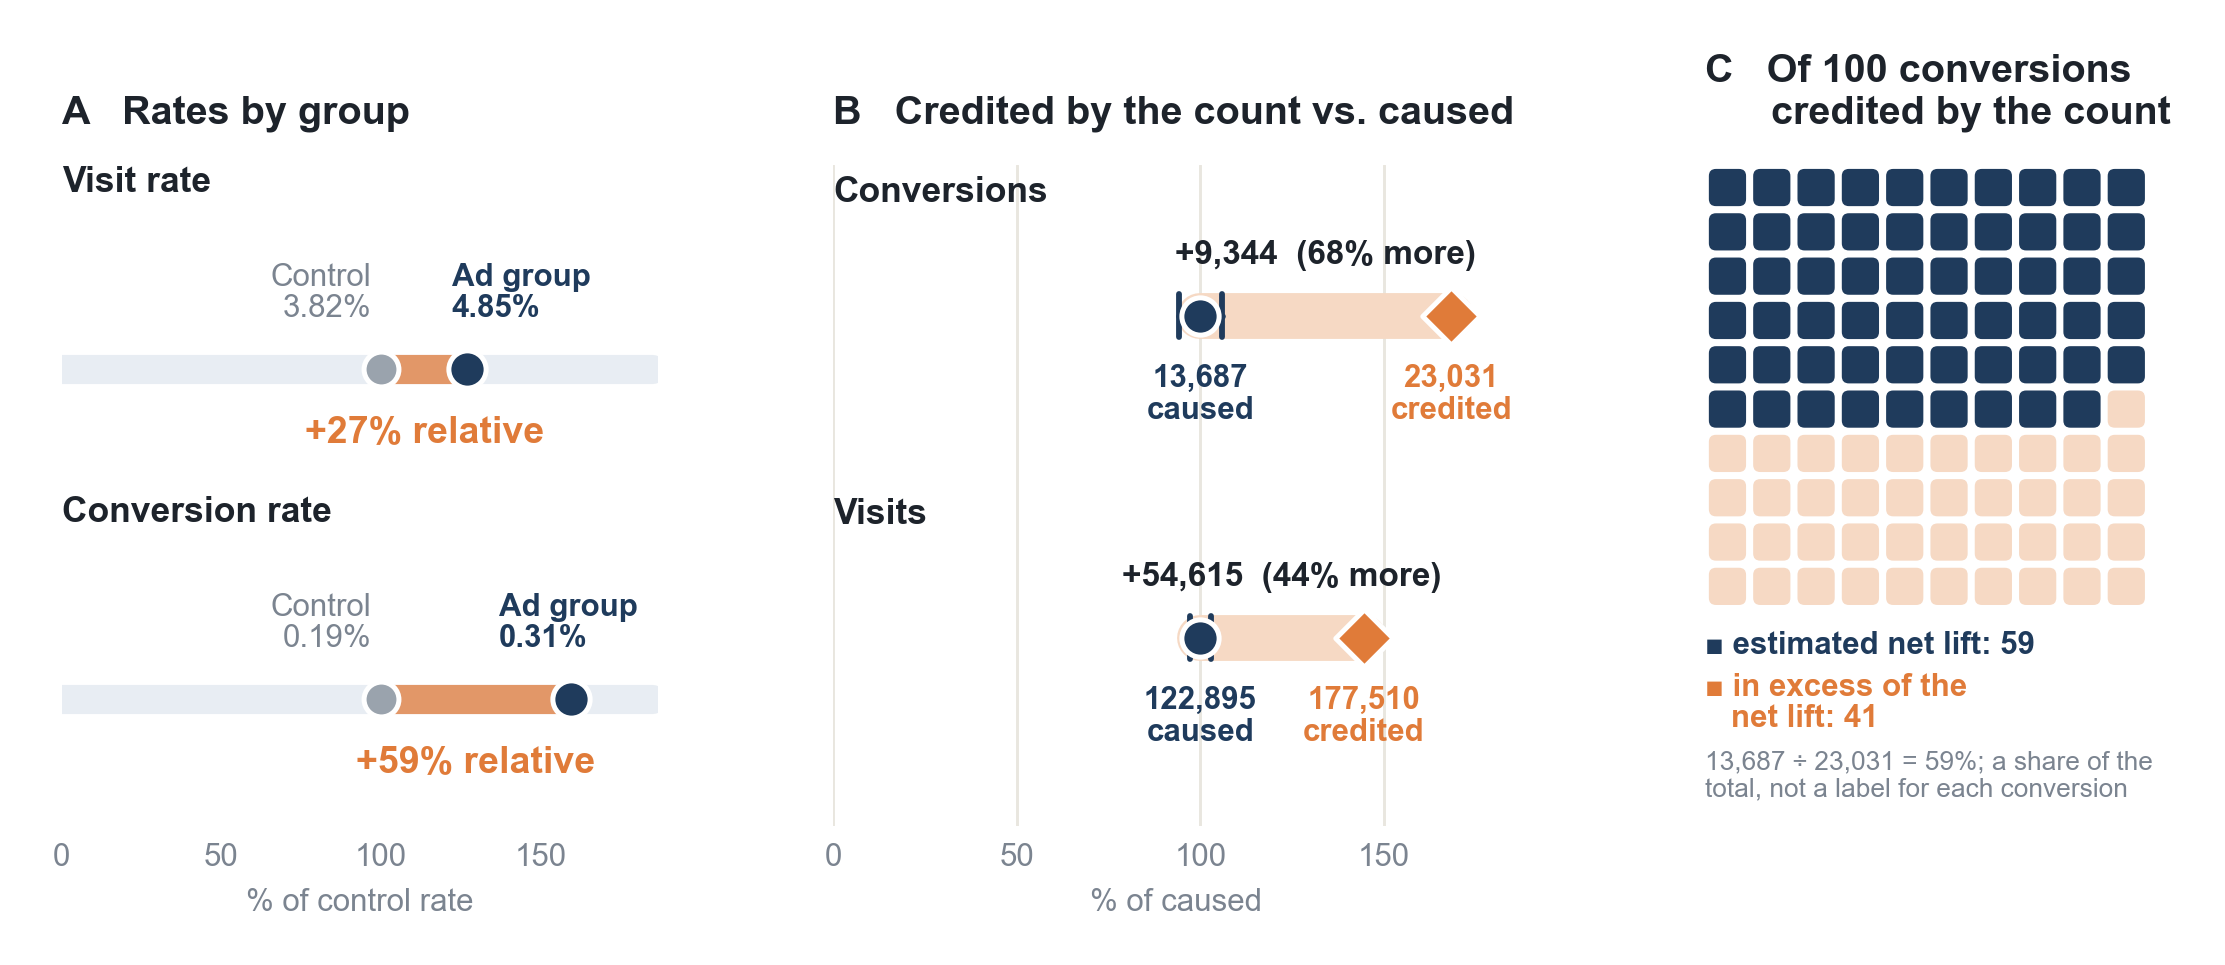 A Rates by group
Visit rate
Control
3.82%
Ad group
4.85%
+27% relative
Conversion rate
Control
0.19%
Ad group
0.31%
+59% relative
0 50 100 150
% of control rate
B Credited by the count vs. caused
Conversions
+9,344 (68% more)
13,687
caused
23,031
credited
Visits
+54,615 (44% more)
122,895
caused
177,510
credited
0 50 100 150
% of caused
C Of 100 conversions
credited by the count
estimated net lift: 59
in excess of the
net lift: 41
13,687 ÷ 23,031 = 59%; a share of the
total, not a label for each conversion